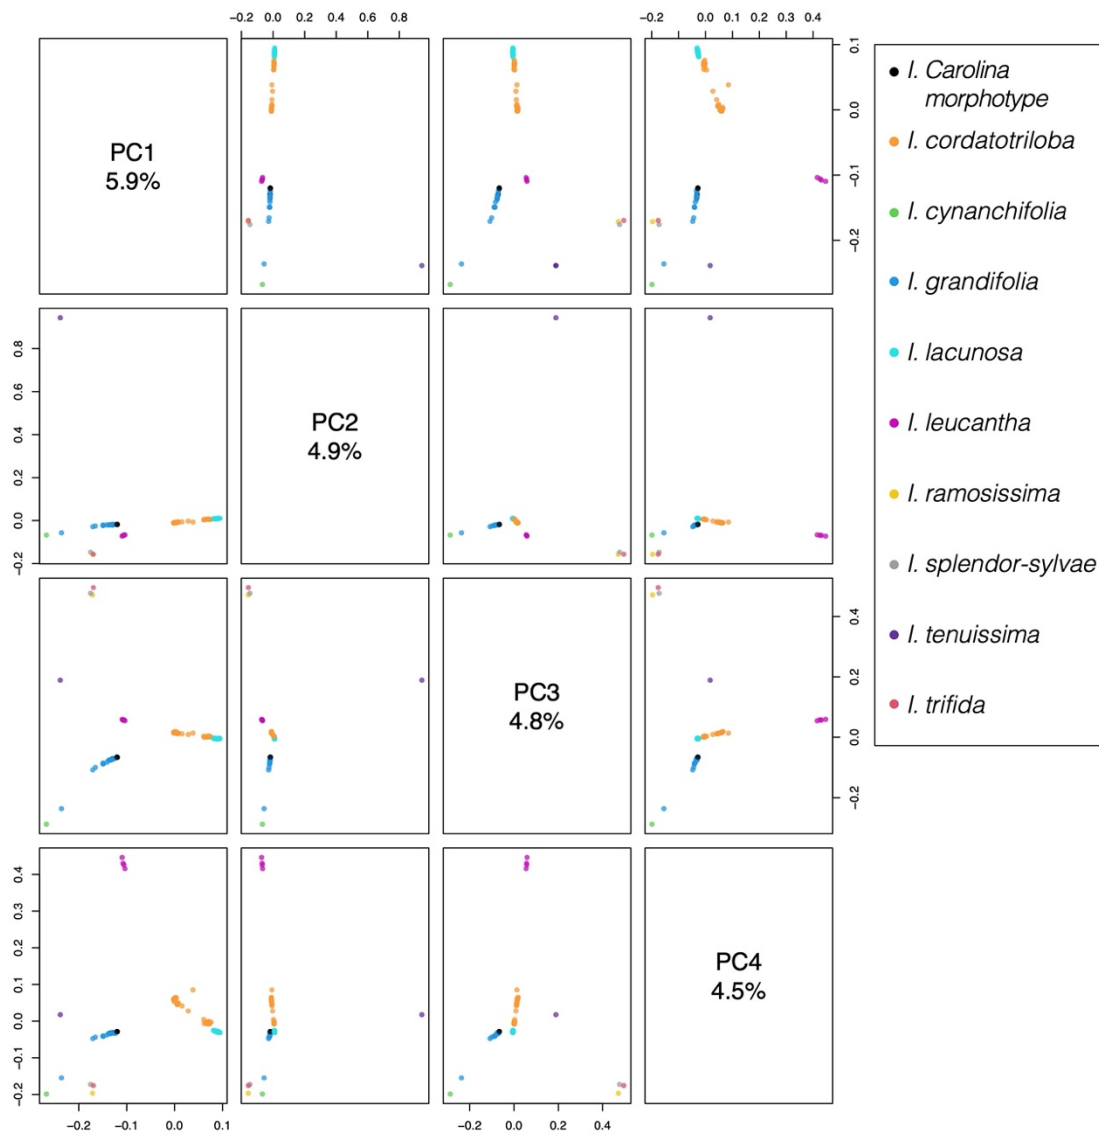 -0.2 0.0 0.2 0.4 0.6 0.8
-0.2 0.0 0.2 0.4
PC1
5.9%
0.1
0.0
-0.1
-0.2
I. Carolina
morphotype
I. cordatotriloba
I. cynanchifolia
I. grandifolia
I. lacunosa
I. leucantha
I. ramosissima
I. splendor-sylvae
I. tenuissima
I. trifida
0.8
0.6
0.4
0.2
0.0
-0.2
PC2
4.9%
PC3
4.8%
0.4
0.2
0.0
-0.2
0.4
0.3
0.2
0.1
0.0
-0.1
-0.2
PC4
4.5%
-0.2 -0.1 0.0 0.1
-0.2 0.0 0.2 0.4